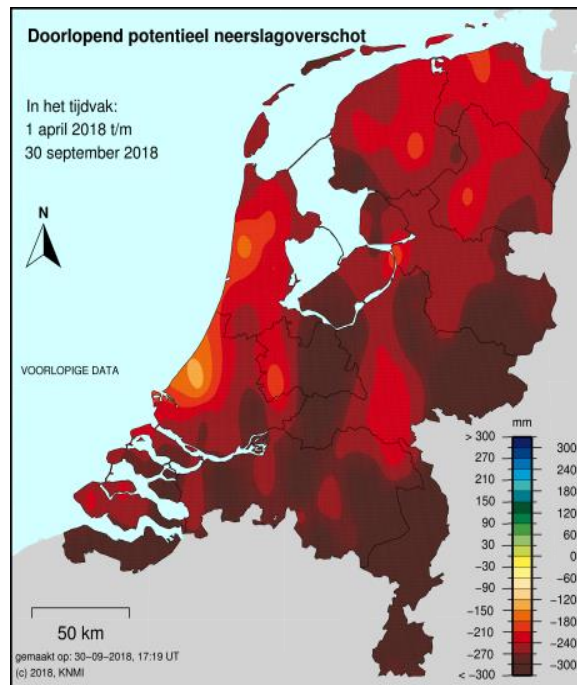 Doorlopend potentieel neerslagoverschot
In het tijdvak:
1 april 2018 t/m
30 september 2018
N
VOORLOPIGE DATA
mm
> 300
300
270
240
210
180
150
120
90
60
30
0
-30
-60
-90
-120
-150
-180
-210
-240
-270
-300
< -300
50 km
gemaakt op: 30-09-2018, 17:19 UT
(c) 2018, KNMI